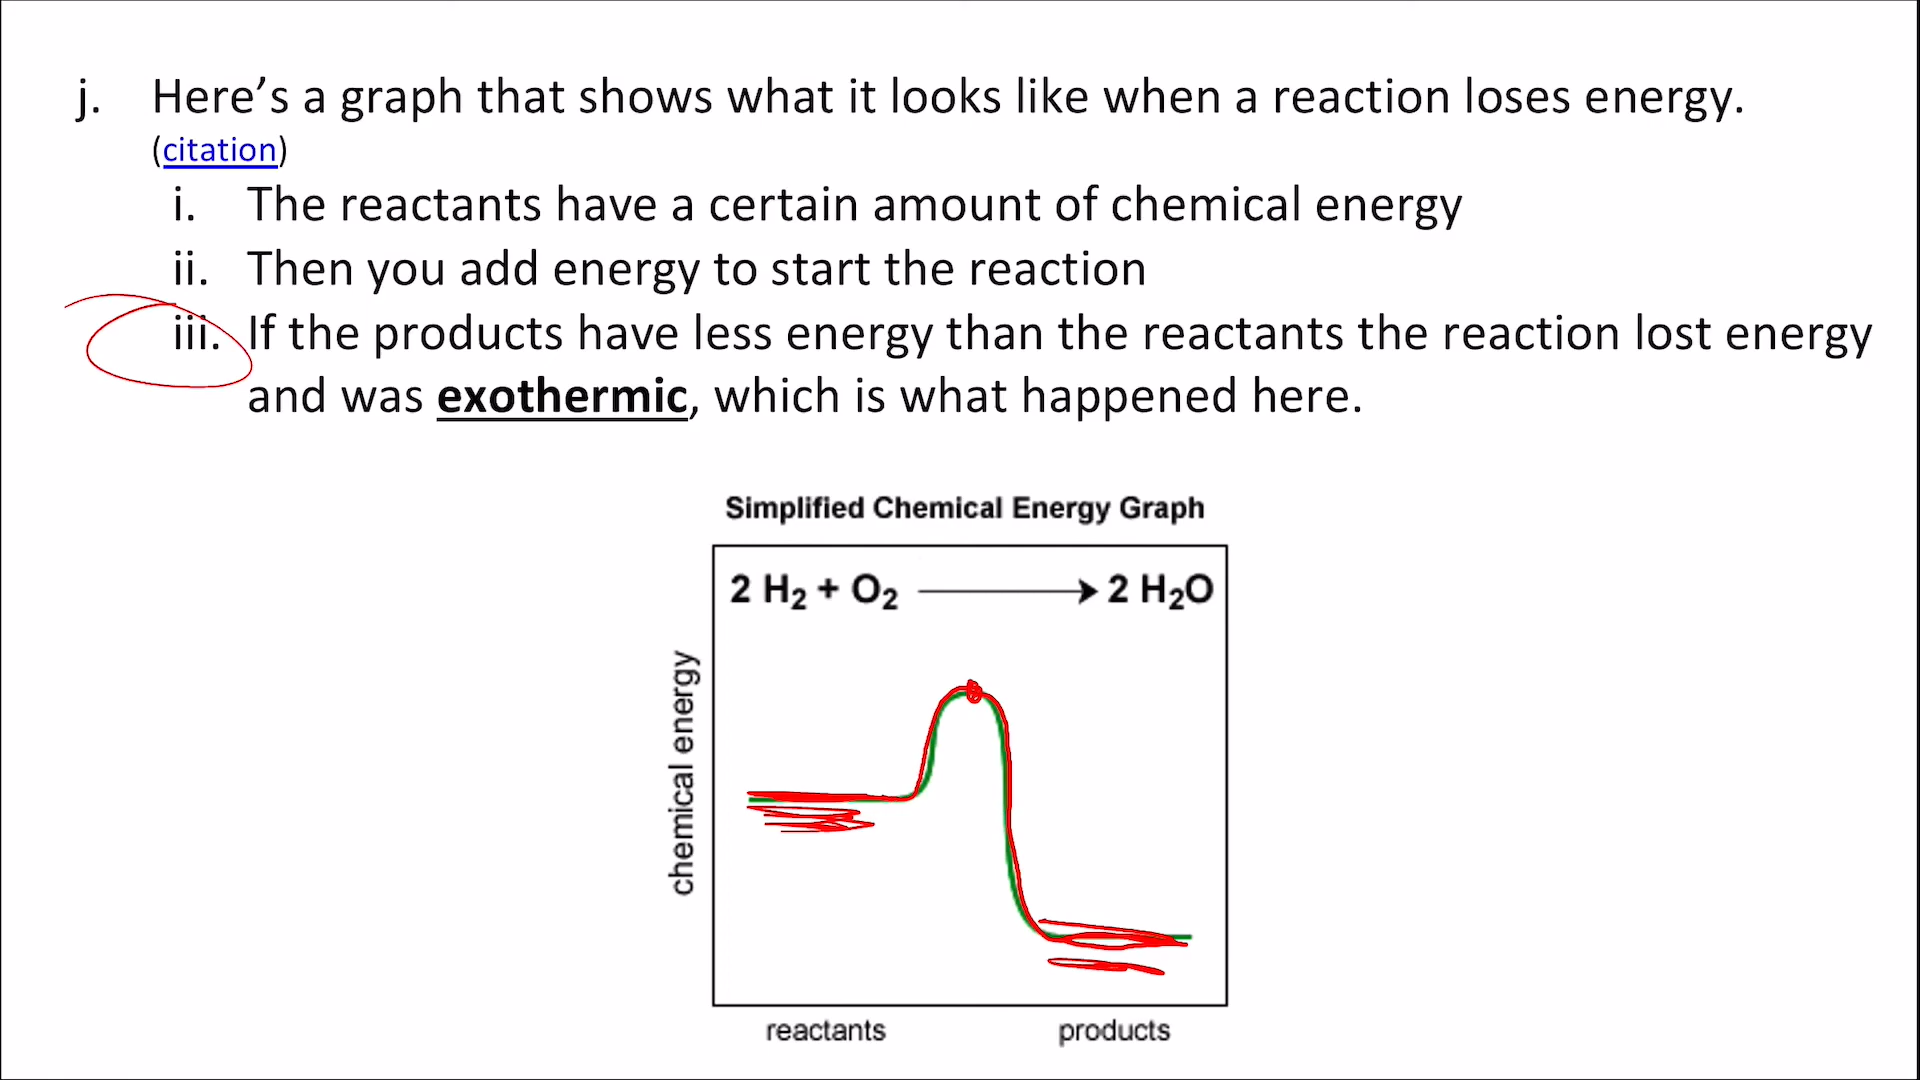 j. Here’s a graph that shows what it looks like when a reaction loses energy.
(citation)
i. The reactants have a certain amount of chemical energy
ii. Then you add energy to start the reaction
iii. If the products have less energy than the reactants the reaction lost energy
and was exothermic, which is what happened here.
Simplified Chemical Energy Graph
2 H₂ + O₂ → 2 H₂O
chemical energy
reactants products